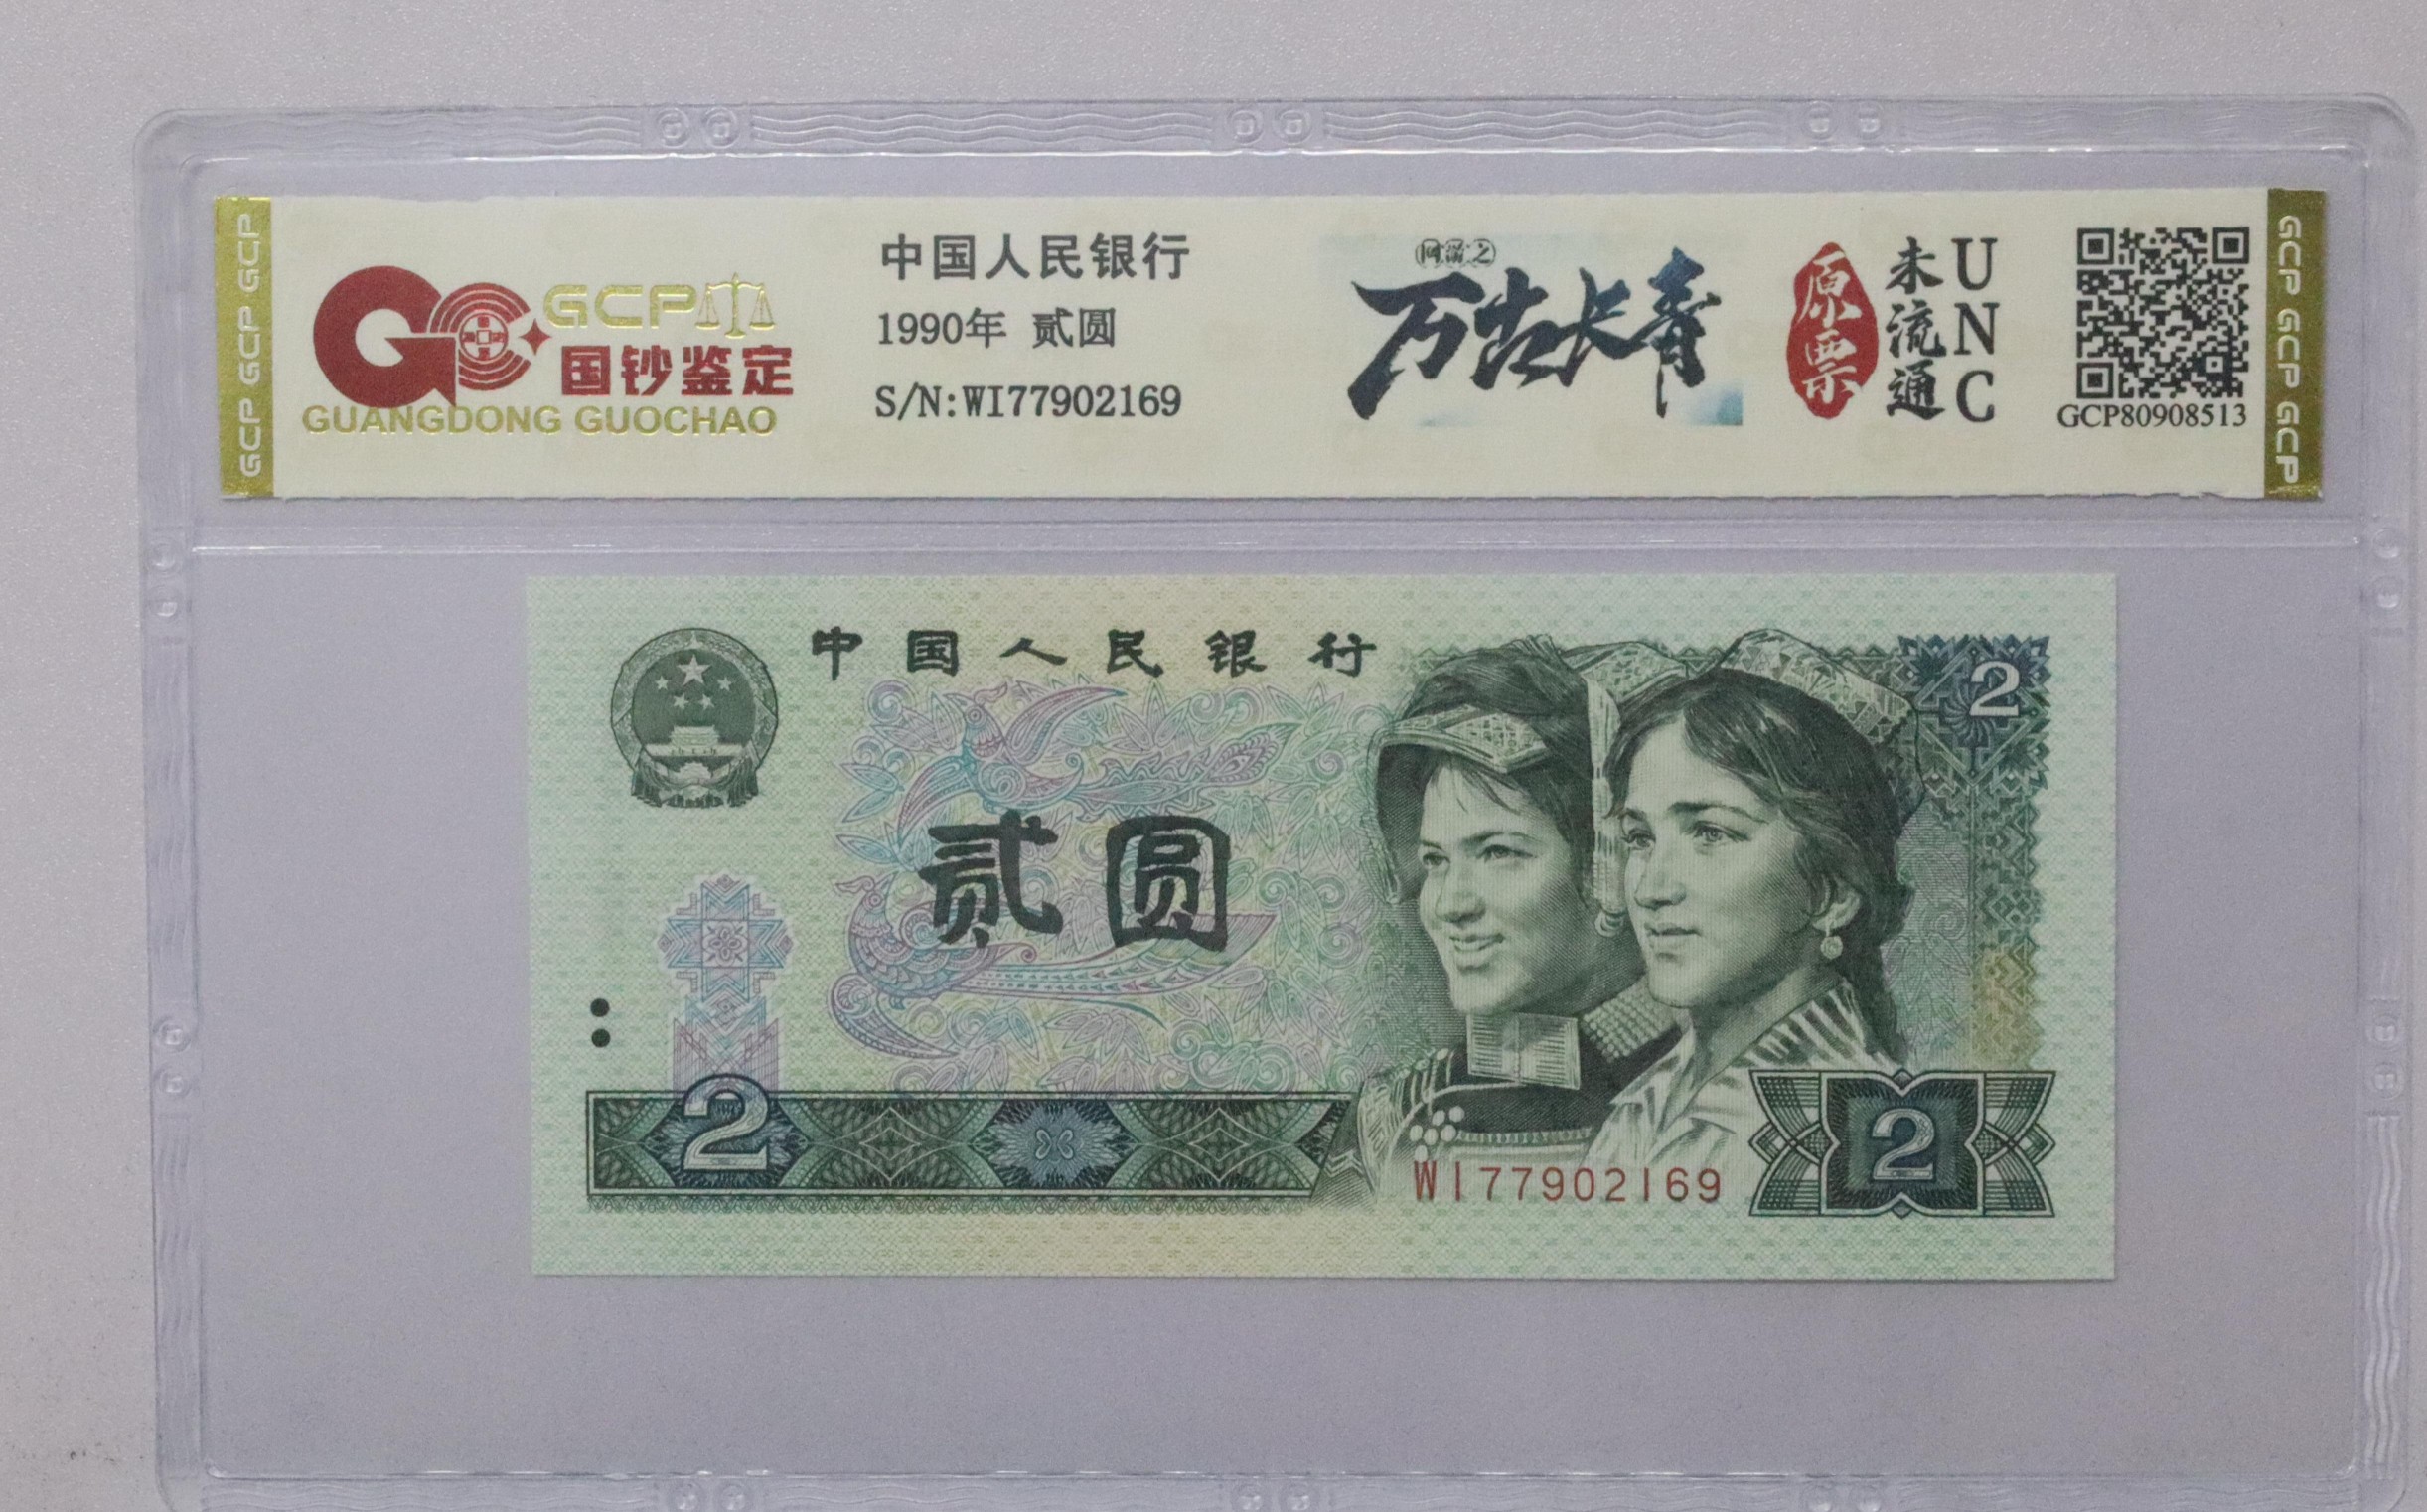 GCP GCP GCP
GCP
国钞鉴定
GUANGDONG GUOCHAO
中国人民银行
1990年 贰圆
S/N:WI77902169
万古长青
原票
未流通
UNC
GCP80908513
GCP GCP GCP
中国人民银行
2
贰圆
2
WI77902169
2